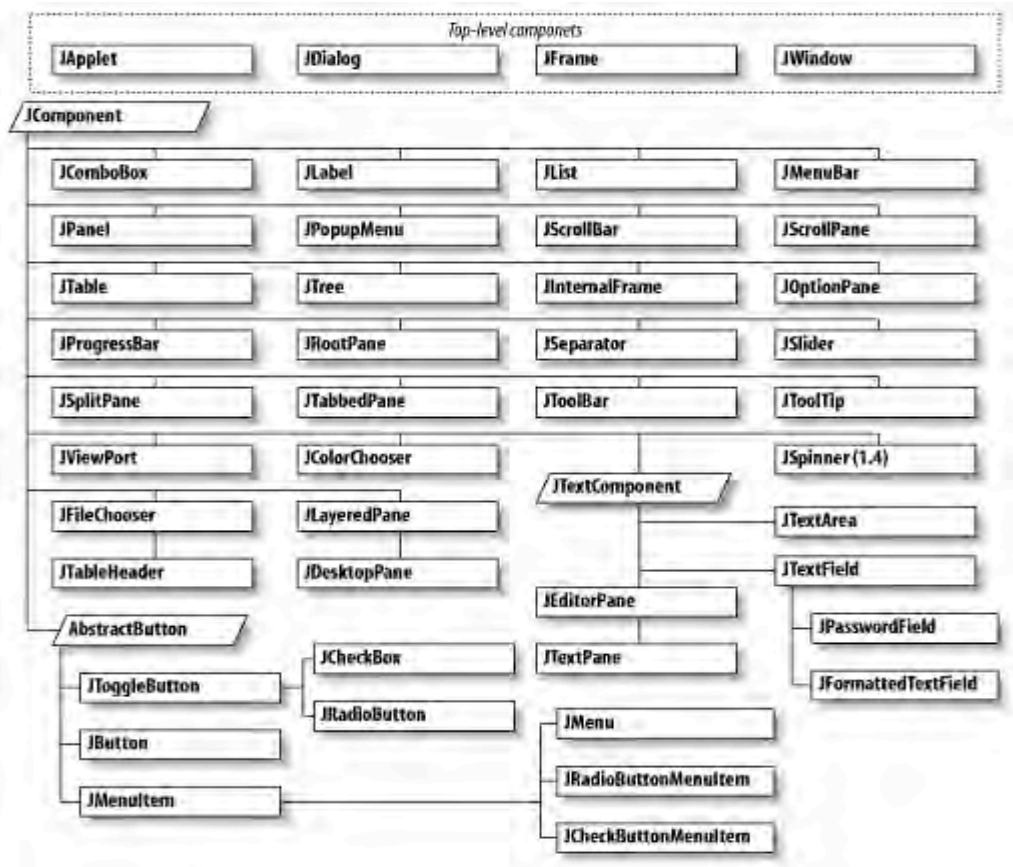 Top-level componets
JApplet
JDialog
JFrame
JWindow
JComponent
JComboBox
JLabel
JList
JMenuBar
JPanel
JPopupMenu
JScrollBar
JScrollPane
JTable
JTree
JInternalFrame
JOptionPane
JProgressBar
JRootPane
JSeparator
JSlider
JSplitPane
JTabbedPane
JToolBar
JToolTip
JViewPort
JColorChooser
JSpinner (1.4)
JTextComponent
JFileChooser
JLayeredPane
JTextArea
JTableHeader
JDesktopPane
JTextField
JEditorPane
AbstractButton
JPasswordField
JCheckBox
JTextPane
JToggleButton
JFormattedTextField
JRadioButton
JMenu
JButton
JRadioButtonMenuItem
JMenuItem
JCheckButtonMenuItem